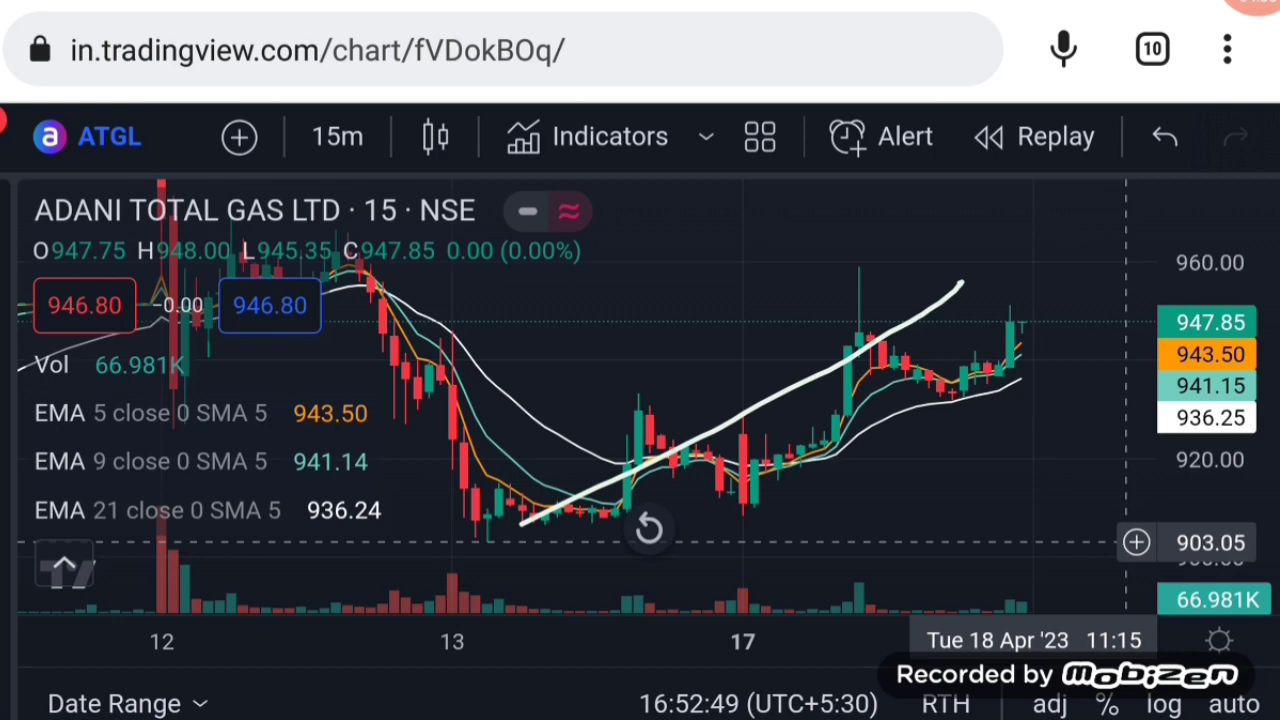 in.tradingview.com/chart/fVDokBOq/ 10
a ATGL 15m Indicators Alert Replay
ADANI TOTAL GAS LTD · 15 · NSE
O947.75 H948.00 L945.35 C947.85 0.00 (0.00%)
960.00
946.80 0.00 946.80
947.85
943.50
Vol 66.981K
941.15
EMA 5 close 0 SMA 5 943.50
936.25
EMA 9 close 0 SMA 5 941.14
920.00
EMA 21 close 0 SMA 5 936.24
903.05
66.981K
12 13 17 Tue 18 Apr '23 11:15
Recorded by mobizen
Date Range 16:52:49 (UTC+5:30) RTH adj % log auto